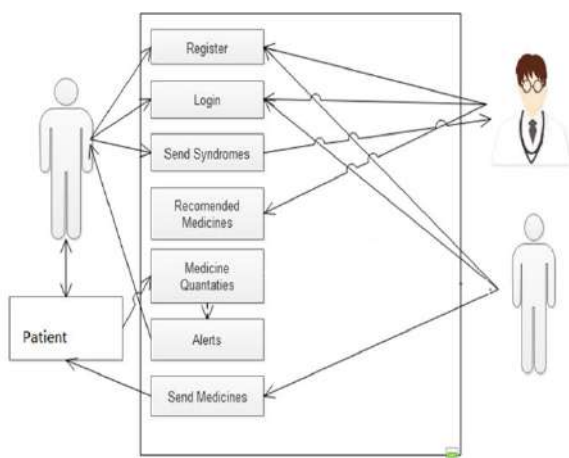 Register
Login
Send Syndromes
Recomended
Medicines
Medicine
Quantaties
Patient
Alerts
Send Medicines